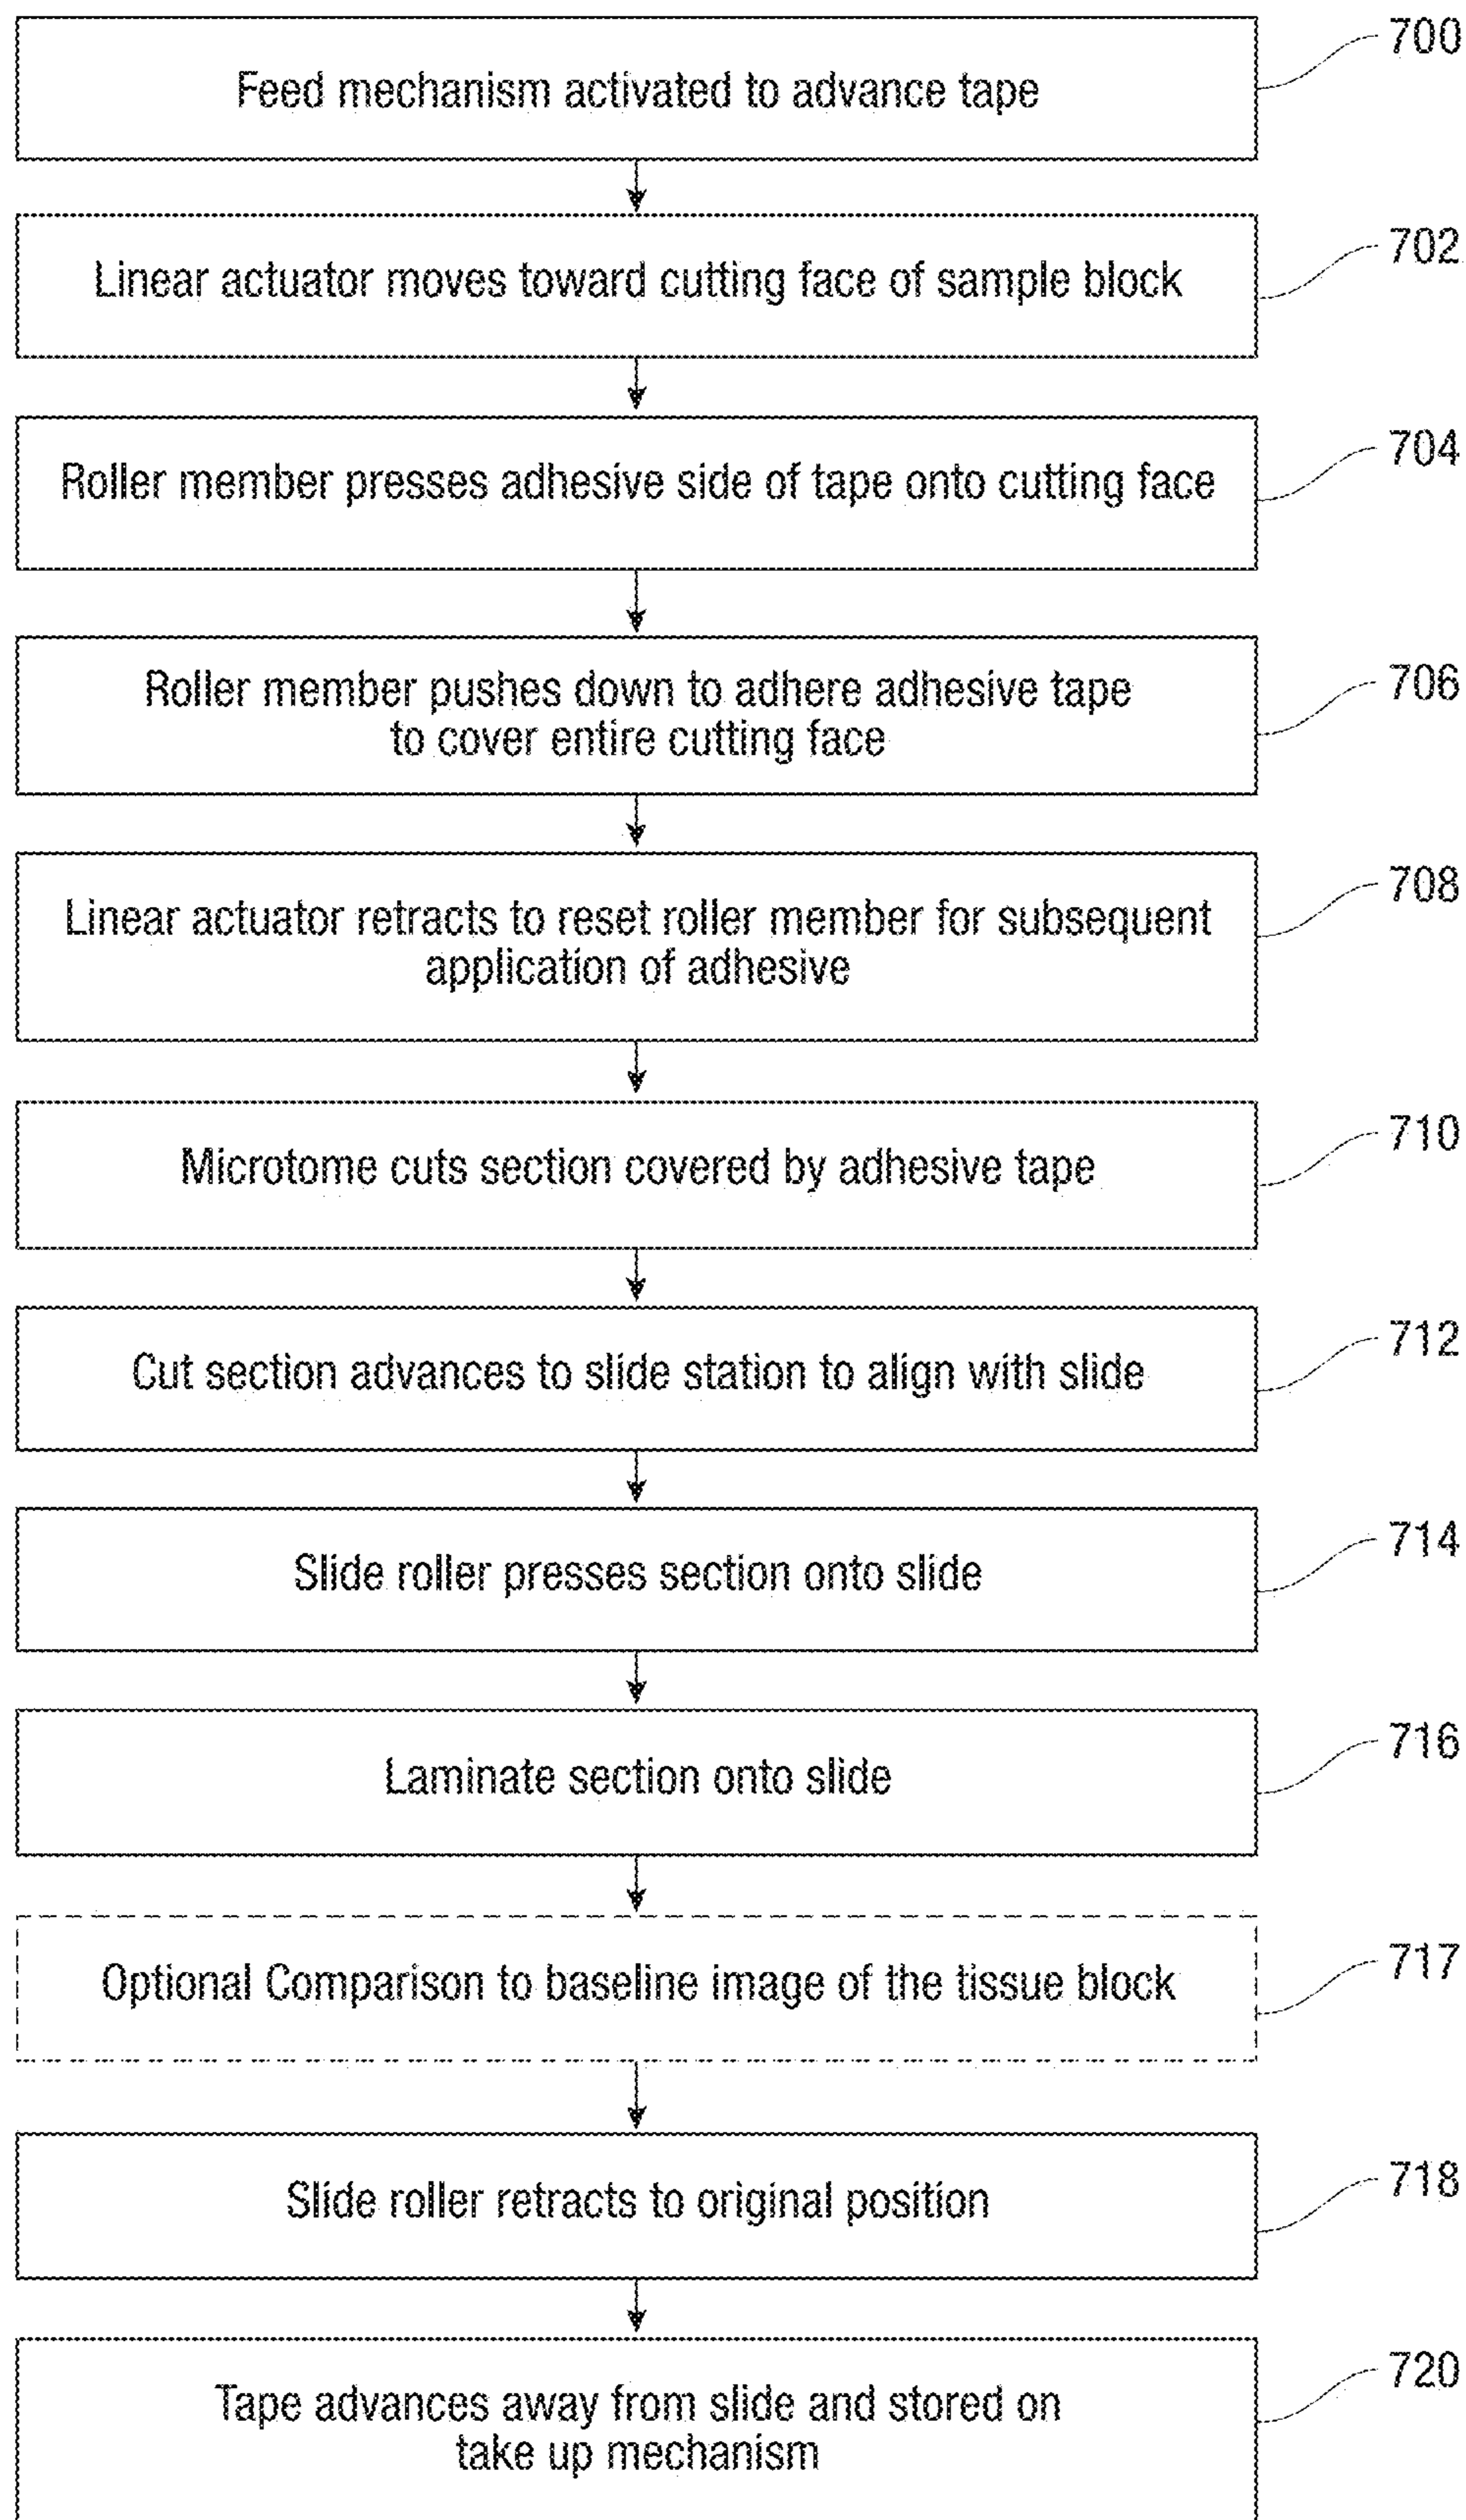 Feed mechanism activated to advance tape
700
Linear actuator moves toward cutting face of sample block
702
Roller member presses adhesive side of tape onto cutting face
704
Roller member pushes down to adhere adhesive tape
to cover entire cutting face
706
Linear actuator retracts to reset roller member for subsequent
application of adhesive
708
Microtome cuts section covered by adhesive tape
710
Cut section advances to slide station to align with slide
712
Slide roller presses section onto slide
714
Laminate section onto slide
716
Optional Comparison to baseline image of the tissue block
717
Slide roller retracts to original position
718
Tape advances away from slide and stored on
take up mechanism
720